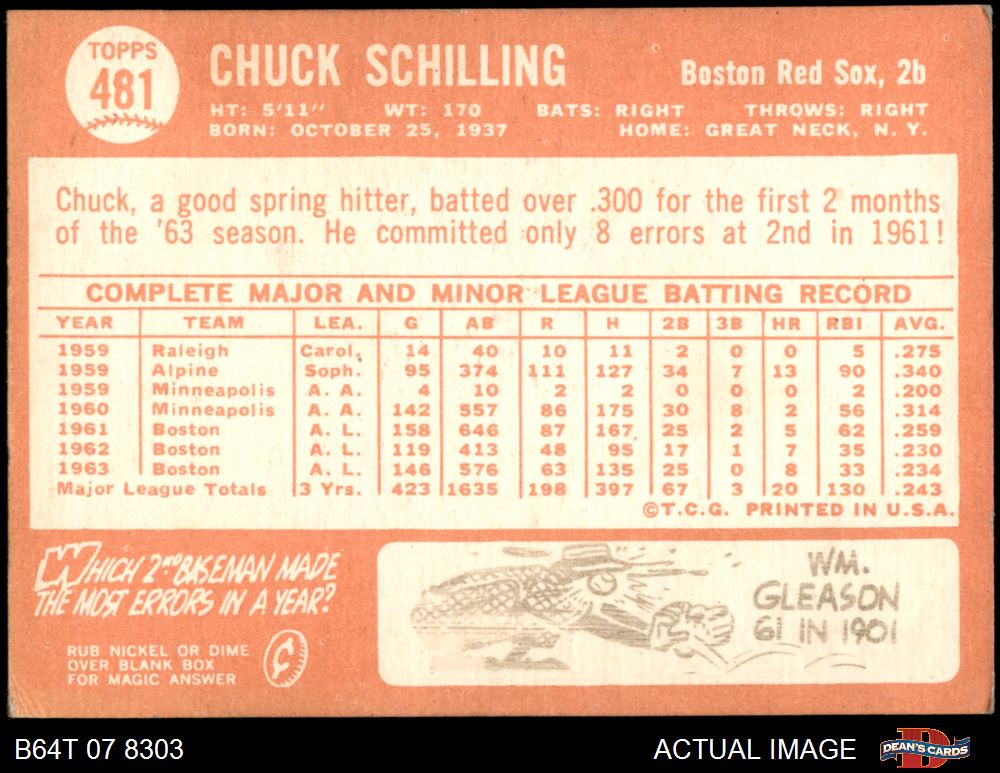 TOPPS
481
CHUCK SCHILLING
Boston Red Sox, 2b
HT: 5'11" WT: 170 BATS: RIGHT THROWS: RIGHT
BORN: OCTOBER 25, 1937 HOME: GREAT NECK, N. Y.
Chuck, a good spring hitter, batted over .300 for the first 2 months
of the '63 season. He committed only 8 errors at 2nd in 1961!
COMPLETE MAJOR AND MINOR LEAGUE BATTING RECORD
YEAR TEAM LEA. G AB R H 2B 3B HR RBI AVG.
1959 Raleigh Carol. 14 40 10 11 2 0 0 5 .275
1959 Alpine Soph. 95 374 111 127 34 7 13 90 .340
1959 Minneapolis A. A. 4 10 2 2 0 0 0 2 .200
1960 Minneapolis A. A. 142 557 86 175 30 8 2 56 .314
1961 Boston A. L. 158 646 87 167 25 2 5 62 .259
1962 Boston A. L. 119 413 48 95 17 1 7 35 .230
1963 Boston A. L. 146 576 63 135 25 0 8 33 .234
Major League Totals 3 Yrs. 423 1635 198 397 67 3 20 130 .243
©T.C.G. PRINTED IN U.S.A.
WHICH 2ND BASEMAN MADE
THE MOST ERRORS IN A YEAR?
RUB NICKEL OR DIME
OVER BLANK BOX
FOR MAGIC ANSWER
WM.
GLEASON
61 IN 1901
B64T 07 8303
ACTUAL IMAGE
DEAN'S CARDS